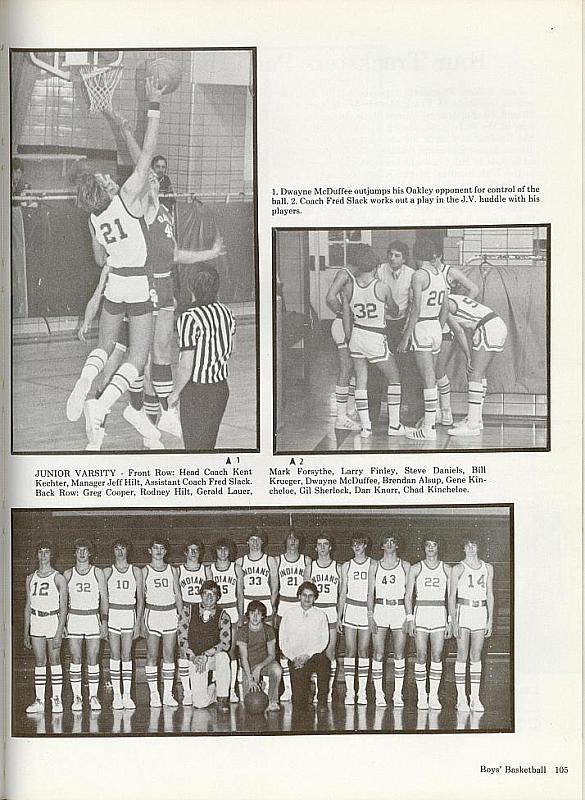 1. Dwayne McDuffee outjumps his Oakley opponent for control of the
ball. 2. Coach Fred Slack works out a play in the J.V. huddle with his
players.
21
4
32
20
1
2
JUNIOR VARSITY - Front Row: Head Coach Kent
Kechter, Manager Jeff Hilt, Assistant Coach Fred Slack.
Back Row: Greg Cooper, Rodney Hilt, Gerald Lauer,
Mark Forsythe, Larry Finley, Steve Daniels, Bill
Krueger, Dwayne McDuffee, Brendan Alsup, Gene Kin-
cheloe, Gil Sherlock, Dan Knorr, Chad Kincheloe.
12 32 10 50 23 35 INDIANS 33 INDIANS 21 INDIANS 35 20 43 22 14
Boys' Basketball 105